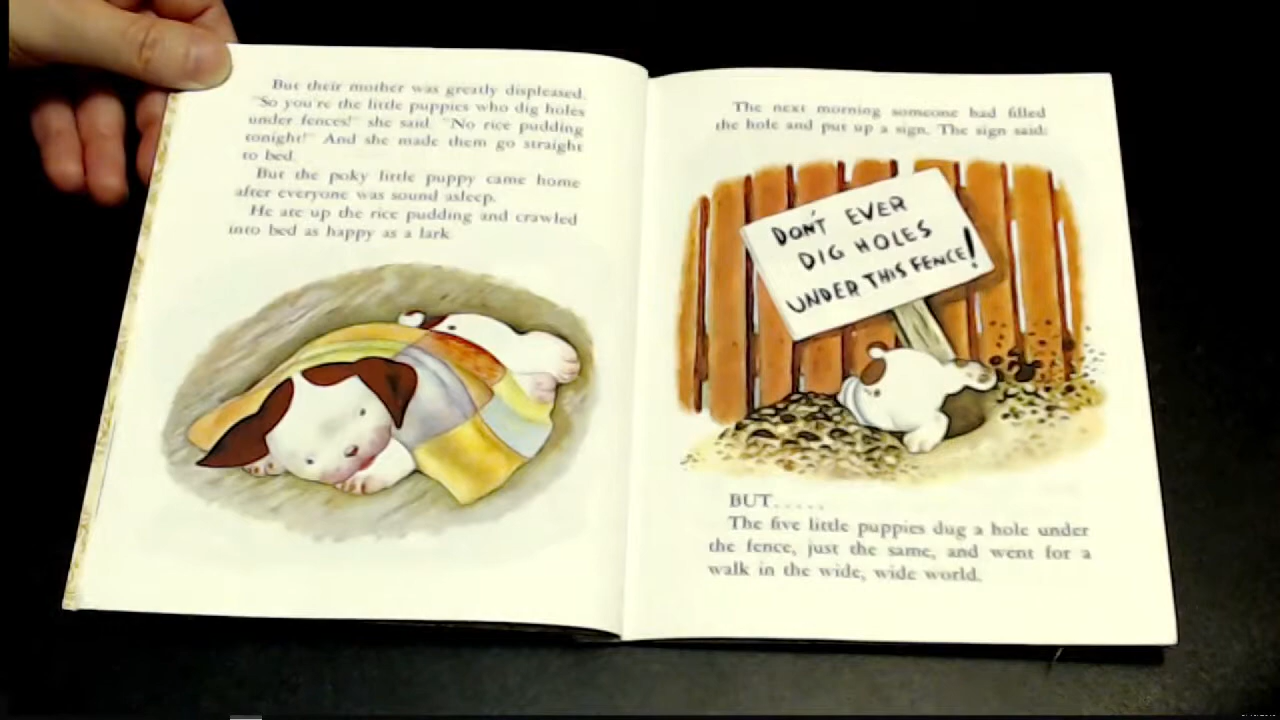 But their mother was greatly displeased.
"So you're the little puppies who dig holes
under fences!" she said. "No rice pudding
tonight!" And she made them go straight
to bed.
But the poky little puppy came home
after everyone was sound asleep.
He ate up the rice pudding and crawled
into bed as happy as a lark.
The next morning someone had filled
the hole and put up a sign. The sign said:
DON'T EVER
DIG HOLES
UNDER THIS FENCE!
BUT.....
The five little puppies dug a hole under
the fence, just the same, and went for a
walk in the wide, wide world.